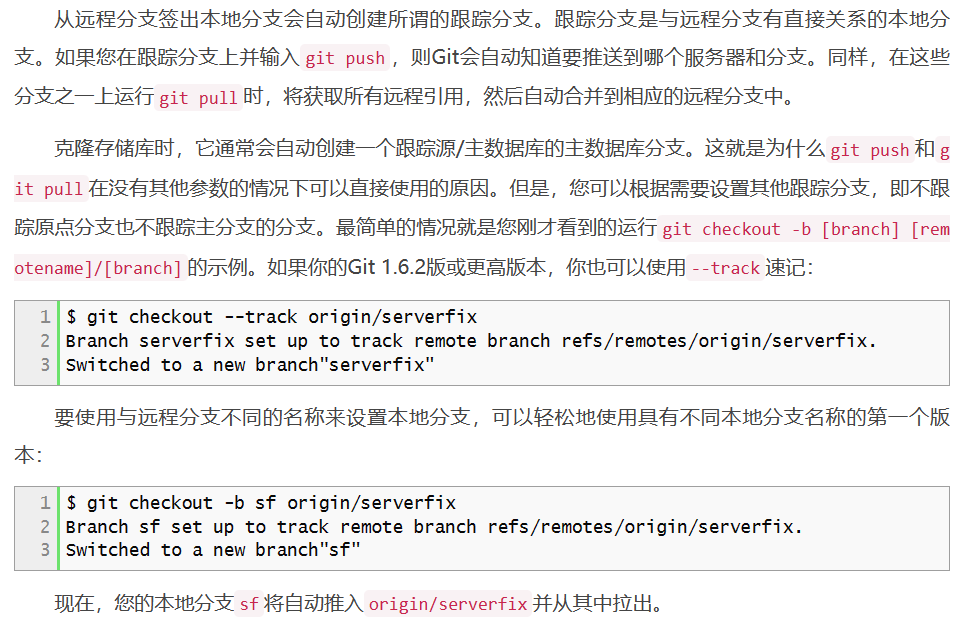 从远程分支签出本地分支会自动创建所谓的跟踪分支。跟踪分支是与远程分支有直接关系的本地分
支。如果您在跟踪分支上并输入 git push ，则Git会自动知道要推送到哪个服务器和分支。同样，在这些
分支之一上运行 git pull 时，将获取所有远程引用，然后自动合并到相应的远程分支中。
克隆存储库时，它通常会自动创建一个跟踪源/主数据库的主数据库分支。这就是为什么 git push 和 g
it pull 在没有其他参数的情况下可以直接使用的原因。但是，您可以根据需要设置其他跟踪分支，即不跟
踪原点分支也不跟踪主分支的分支。最简单的情况就是您刚才看到的运行 git checkout -b [branch] [rem
otename]/[branch] 的示例。如果你的Git 1.6.2版或更高版本，你也可以使用 --track 速记：
1 $ git checkout --track origin/serverfix
2 Branch serverfix set up to track remote branch refs/remotes/origin/serverfix.
3 Switched to a new branch"serverfix"
要使用与远程分支不同的名称来设置本地分支，可以轻松地使用具有不同本地分支名称的第一个版
本：
1 $ git checkout -b sf origin/serverfix
2 Branch sf set up to track remote branch refs/remotes/origin/serverfix.
3 Switched to a new branch"sf"
现在，您的本地分支 sf 将自动推入 origin/serverfix 并从其中拉出。